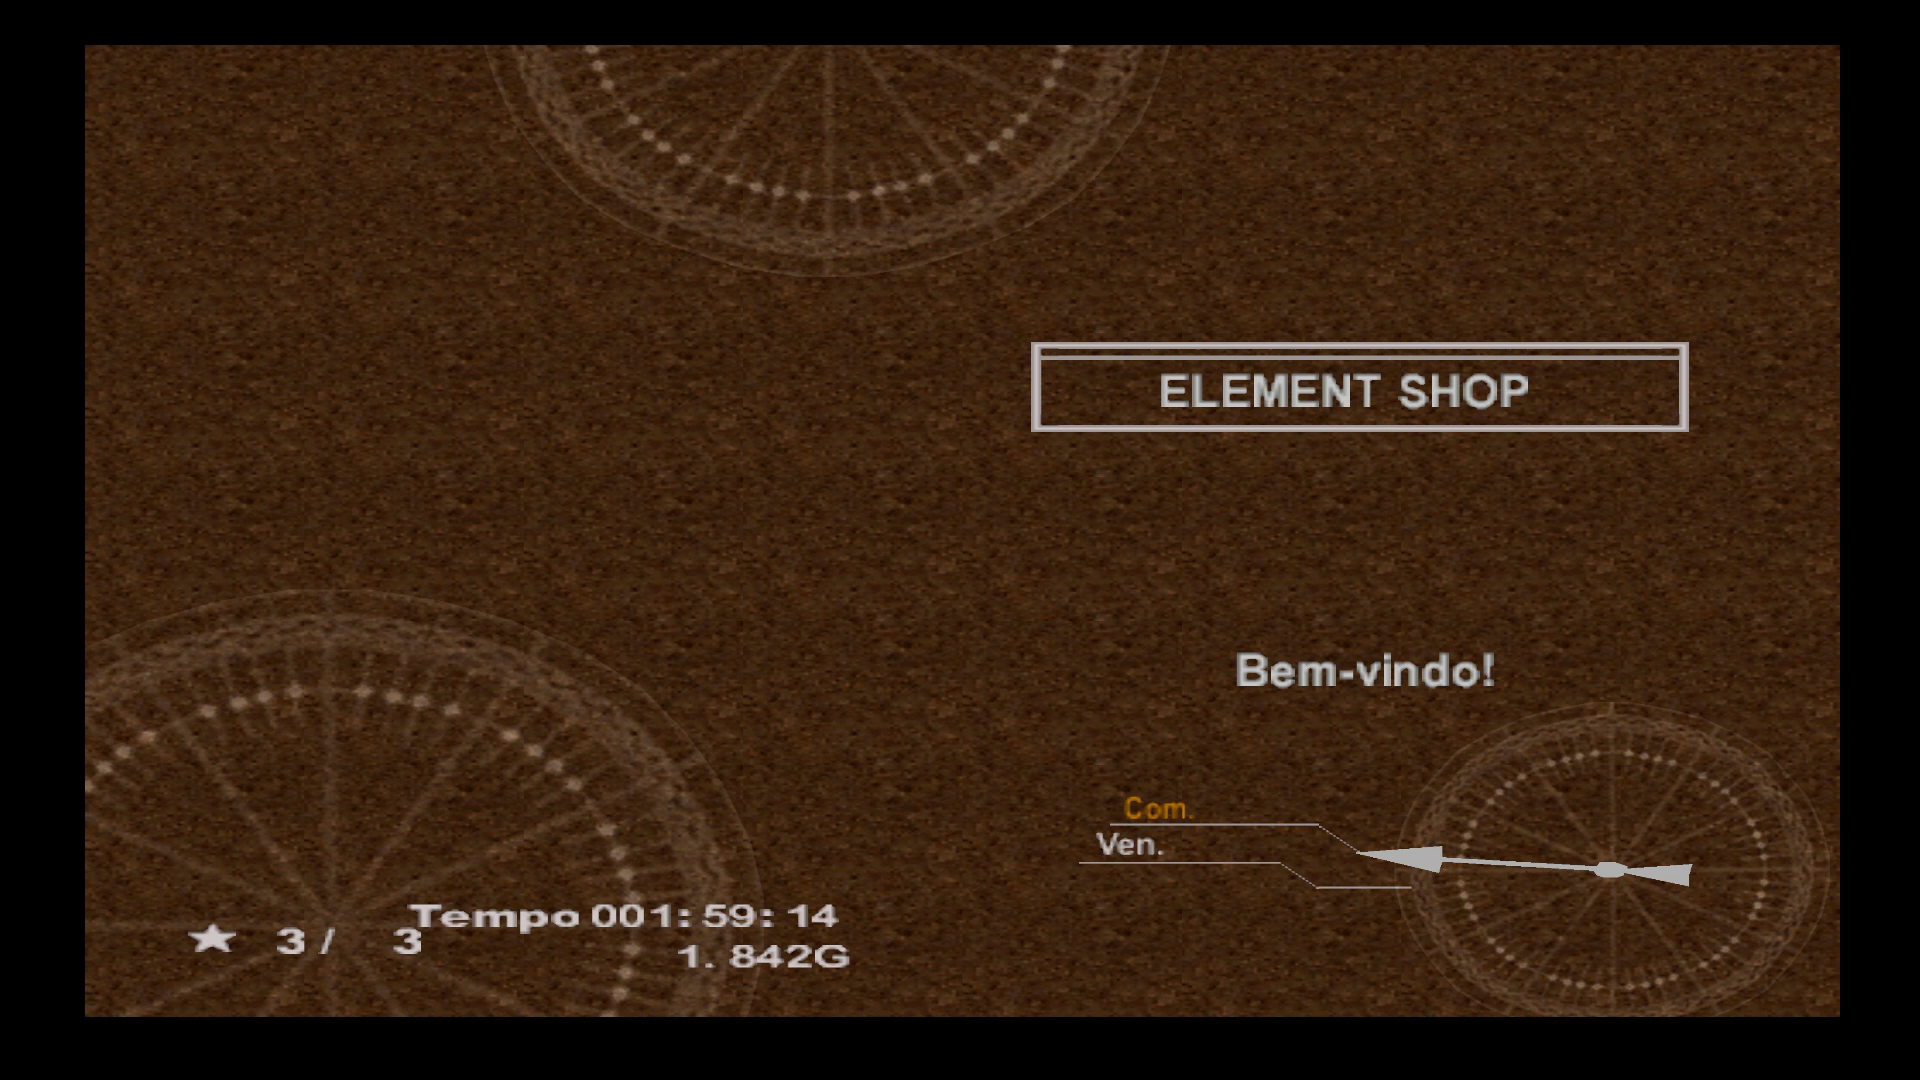 ELEMENT SHOP
Bem-vindo!
Com.
Ven.
Tempo 001: 59: 14
★ 3/ 3
1. 842G